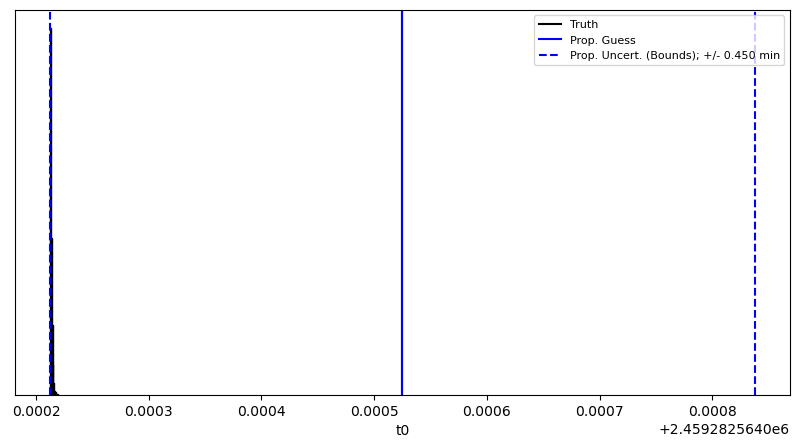 Truth
Prop. Guess
Prop. Uncert. (Bounds); +/- 0.450 min
0.0002 0.0003 0.0004 0.0005 0.0006 0.0007 0.0008
t0 +2.4592825640e6